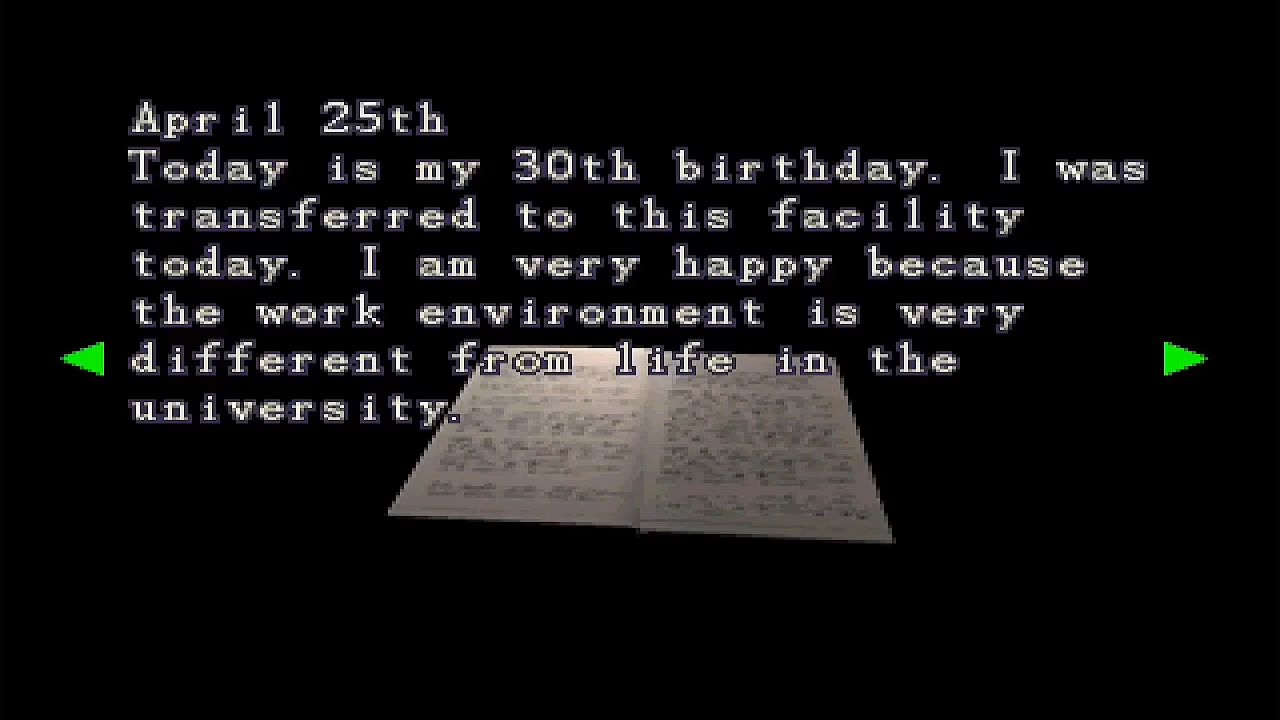 April 25th
Today is my 30th birthday.  I was
transferred to this facility
today.  I am very happy because
the work environment is very
different from life in the
university.